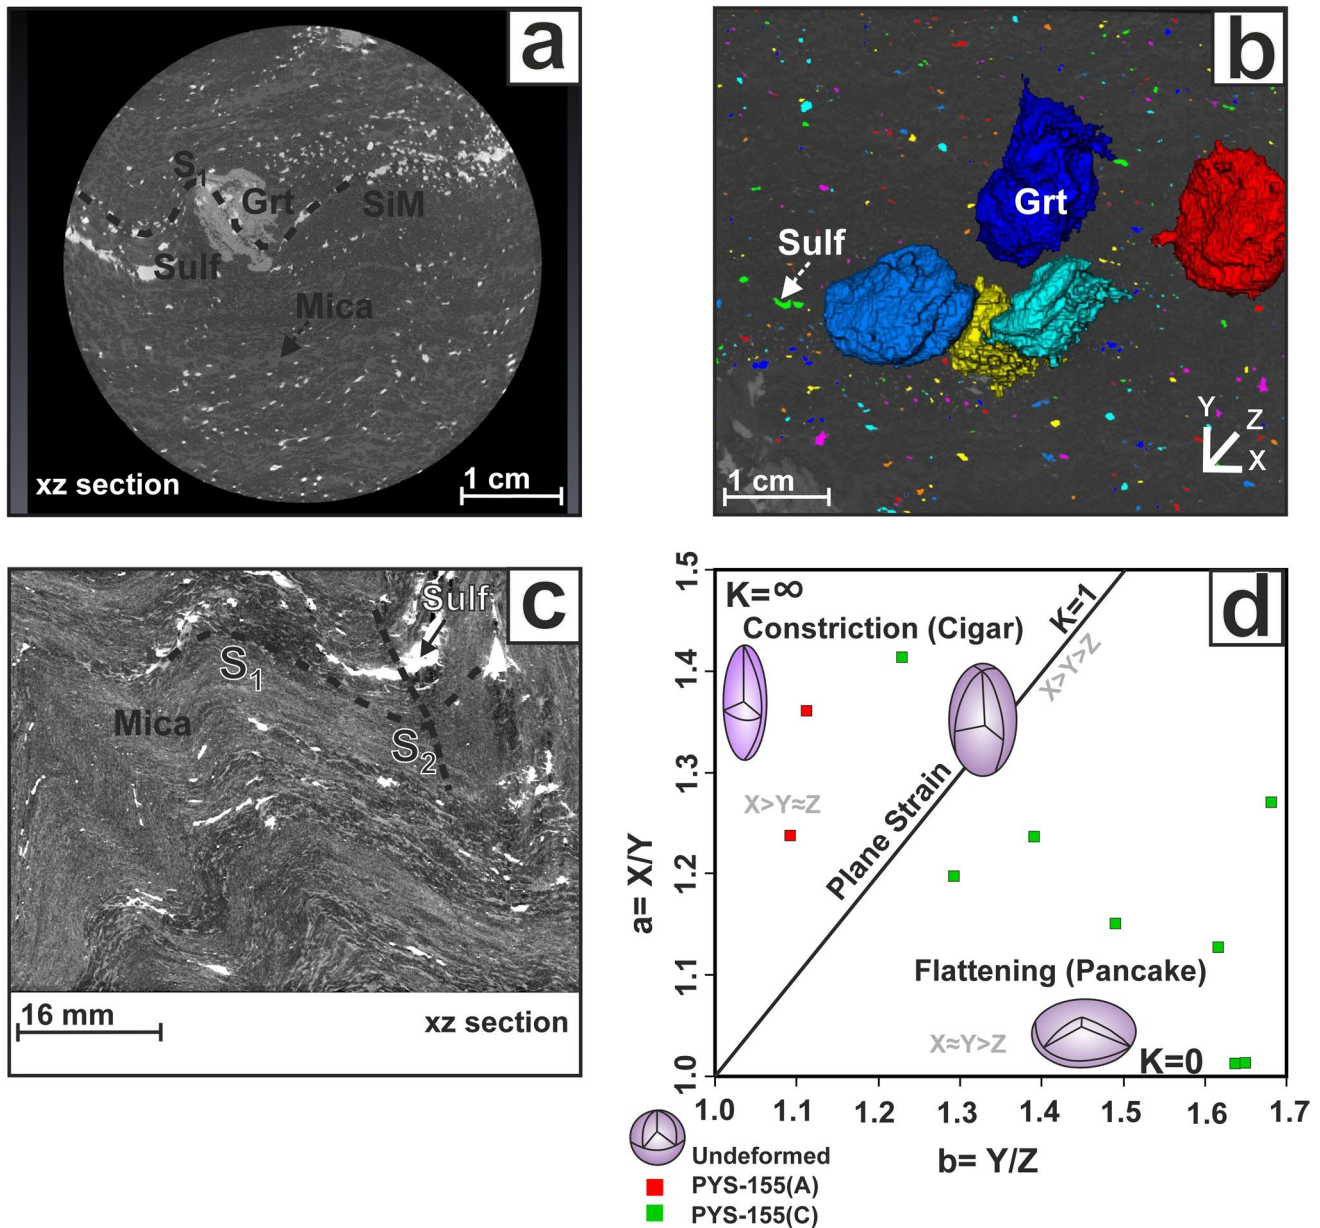 a
S1
Grt
SiM
Sulf
Mica
xz section
1 cm
b
Grt
Sulf
Y
Z
X
1 cm
c
Sulf
S1
Mica
S2
16 mm
xz section
d
K=∞
Constriction (Cigar)
K=1
X>Y>Z
X>Y≈Z
Plane Strain
Flattening (Pancake)
X≈Y>Z
K=0
a= X/Y
1.5
1.4
1.3
1.2
1.1
1.0
1.0 1.1 1.2 1.3 1.4 1.5 1.6 1.7
b= Y/Z
Undeformed
PYS-155(A)
PYS-155(C)